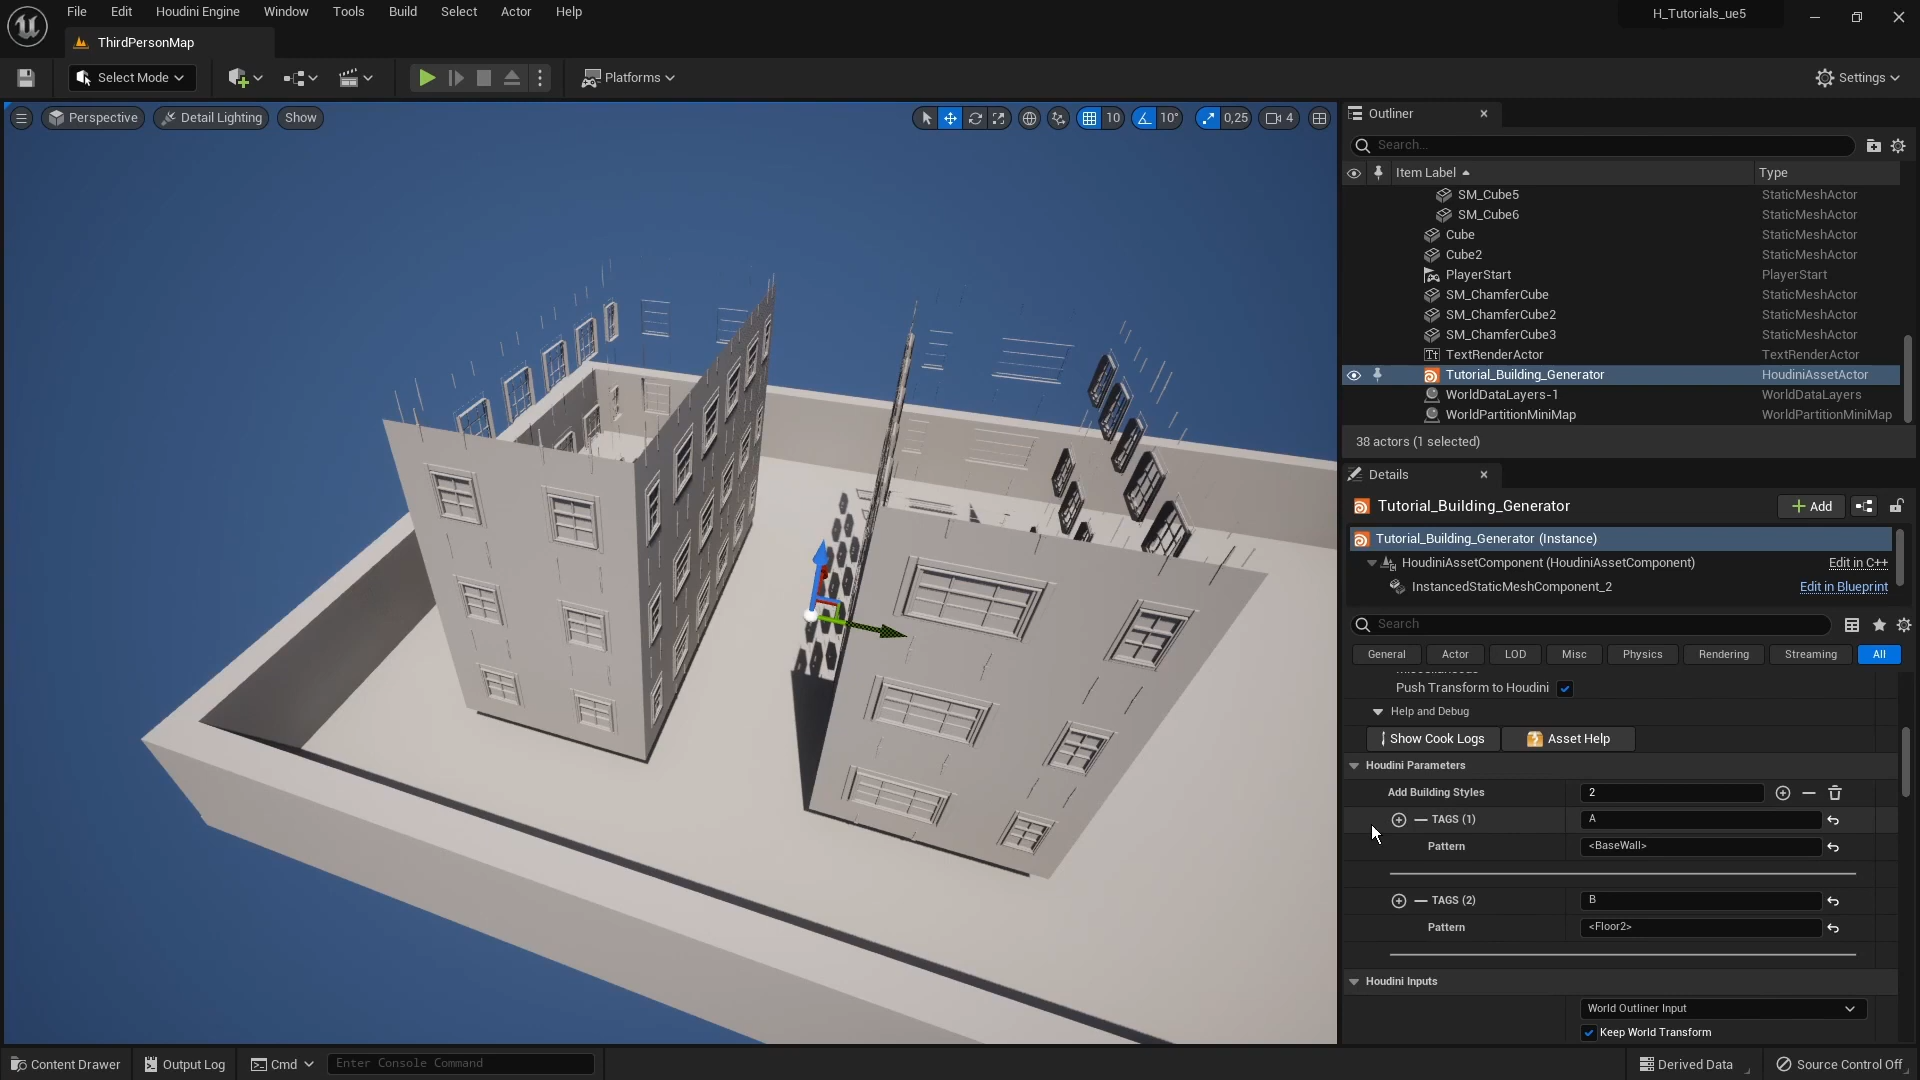 File Edit Houdini Engine Window Tools Build Select Actor Help
H_Tutorials_ue5
ThirdPersonMap
Select Mode
Platforms
Settings
Perspective Detail Lighting Show
10 10° 0,25 4
Outliner
Search...
Item Label Type
SM_Cube5 StaticMeshActor
SM_Cube6 StaticMeshActor
Cube StaticMeshActor
Cube2 StaticMeshActor
PlayerStart PlayerStart
SM_ChamferCube StaticMeshActor
SM_ChamferCube2 StaticMeshActor
SM_ChamferCube3 StaticMeshActor
TextRenderActor TextRenderActor
Tutorial_Building_Generator HoudiniAssetActor
WorldDataLayers-1 WorldDataLayers
WorldPartitionMiniMap WorldPartitionMiniMap
38 actors (1 selected)
Details
Tutorial_Building_Generator
Add
Tutorial_Building_Generator (Instance)
HoudiniAssetComponent (HoudiniAssetComponent) Edit in C++
InstancedStaticMeshComponent_2 Edit in Blueprint
Search
General Actor LOD Misc Physics Rendering Streaming All
Push Transform to Houdini
Help and Debug
Show Cook Logs Asset Help
Houdini Parameters
Add Building Styles 2
TAGS (1) A
Pattern <BaseWall>
TAGS (2) B
Pattern <Floor2>
Houdini Inputs
World Outliner Input
Keep World Transform
Content Drawer Output Log Cmd Enter Console Command
Derived Data Source Control Off